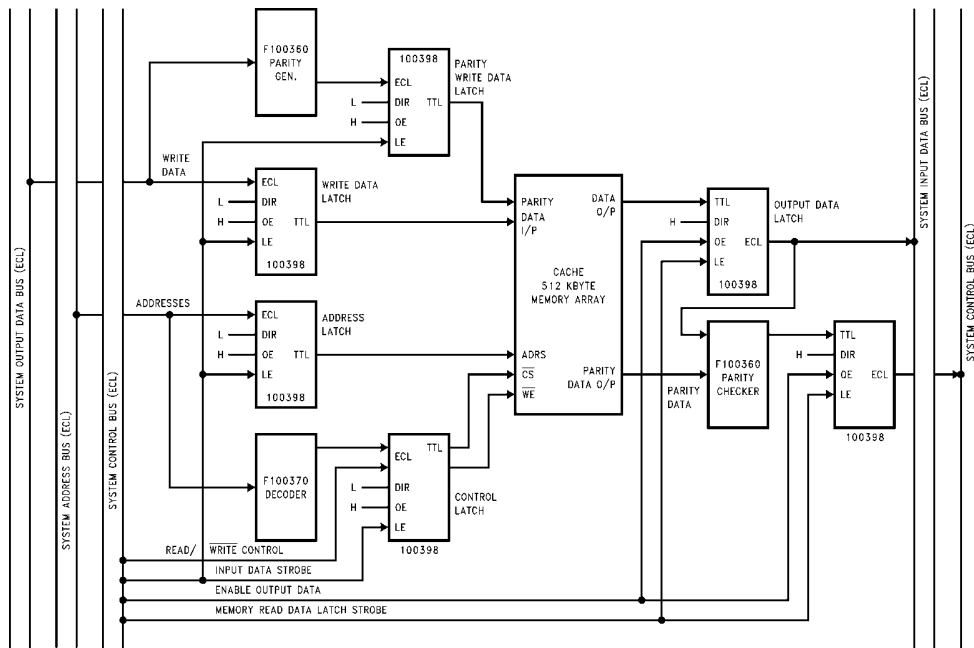 SYSTEM OUTPUT DATA BUS (ECL)
SYSTEM ADDRESS BUS (ECL)
SYSTEM CONTROL BUS (ECL)
F100360
PARITY
GEN.
100398
ECL
DIR
OE
LE
TTL
L
H
PARITY
WRITE DATA
LATCH
WRITE
DATA
ECL
DIR
OE
LE
TTL
L
H
100398
WRITE DATA
LATCH
ADDRESSES
ECL
DIR
OE
LE
TTL
L
H
100398
ADDRESS
LATCH
F100370
DECODER
ECL
DIR
OE
LE
TTL
L
H
100398
CONTROL
LATCH
READ/ WRITE CONTROL
INPUT DATA STROBE
ENABLE OUTPUT DATA
MEMORY READ DATA LATCH STROBE
PARITY
DATA
I/P
DATA
O/P
CACHE
512 KBYTE
MEMORY ARRAY
ADRS
CS
WE
PARITY
DATA O/P
TTL
DIR
OE
LE
ECL
H
100398
OUTPUT DATA
LATCH
PARITY
DATA
F100360
PARITY
CHECKER
TTL
DIR
OE
LE
ECL
H
100398
SYSTEM INPUT DATA BUS (ECL)
SYSTEM CONTROL BUS (ECL)